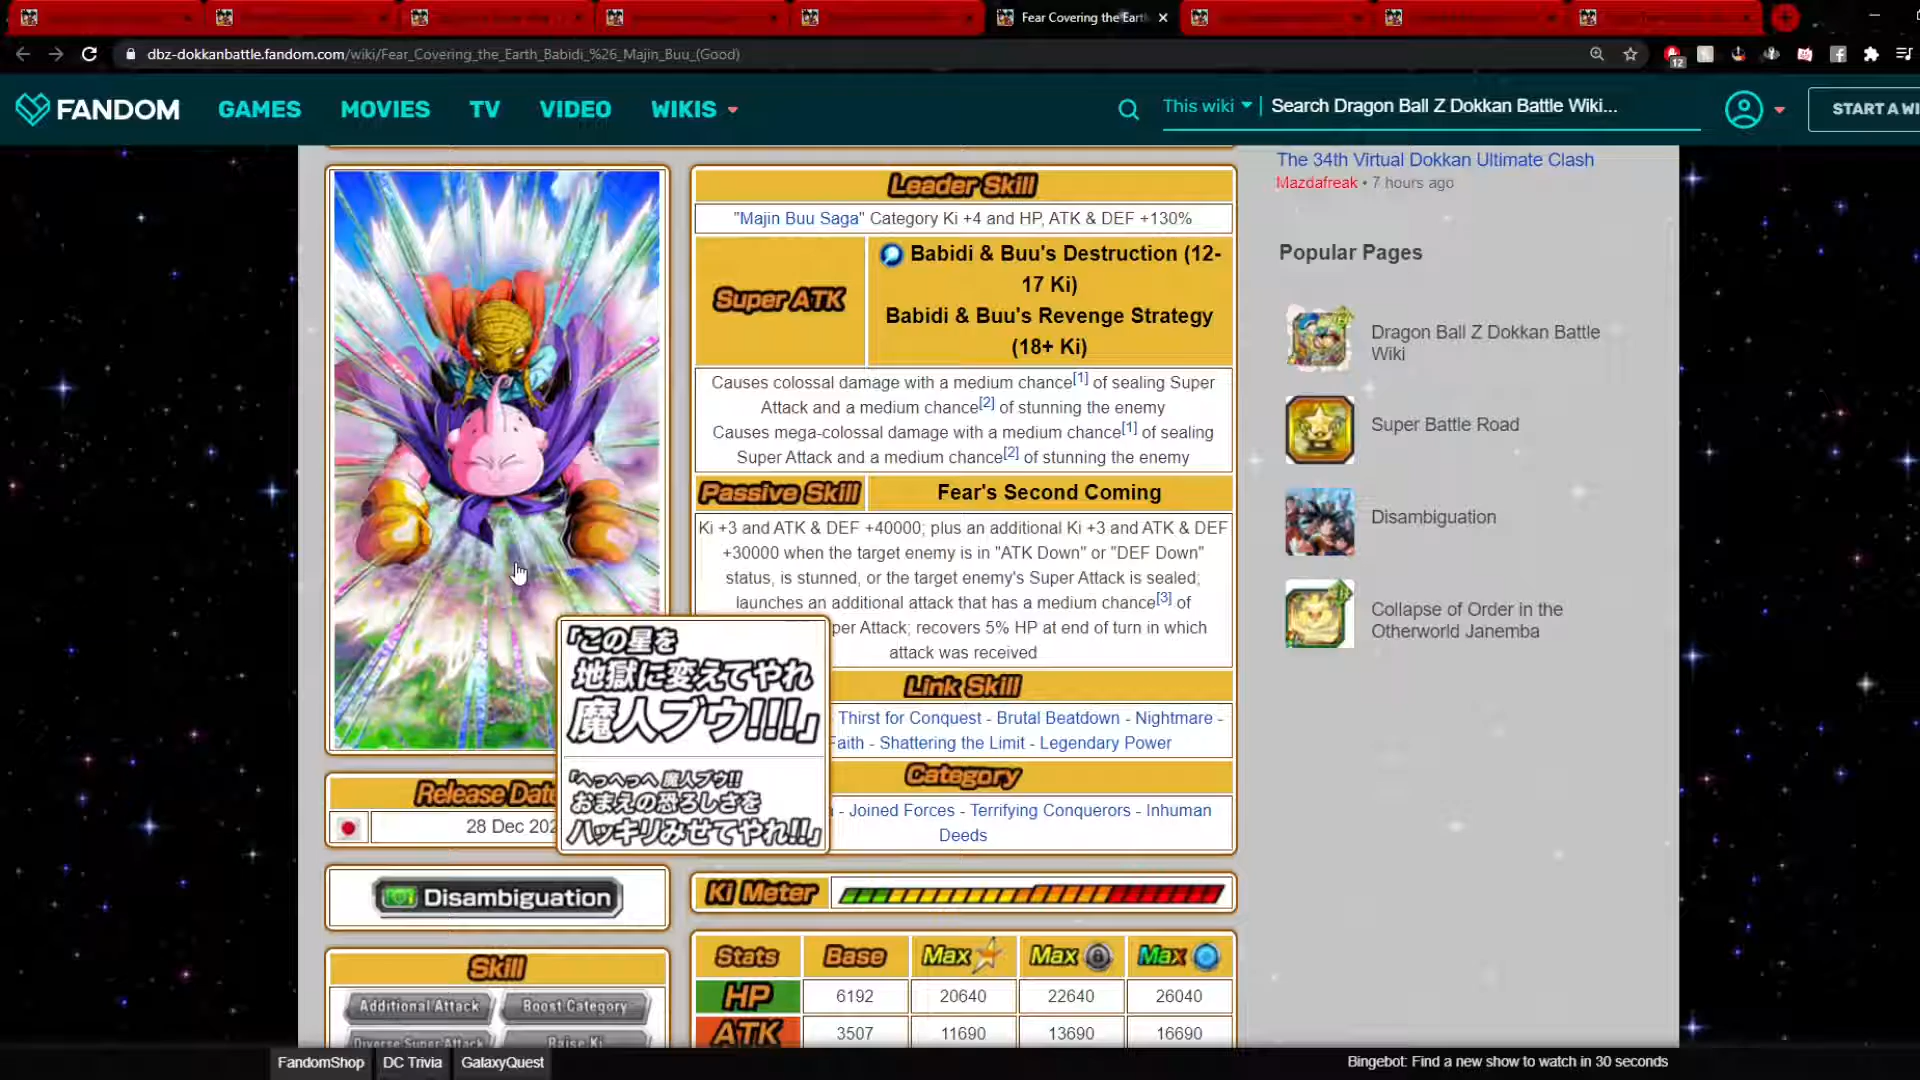 Fear Covering the Earth
dbz-dokkanbattle.fandom.com/wiki/Fear_Covering_the_Earth_Babidi_%26_Majin_Buu_(Good)
12
FANDOM
GAMES
MOVIES
TV
VIDEO
WIKIS
This wiki
Search Dragon Ball Z Dokkan Battle Wiki...
START A WI
The 34th Virtual Dokkan Ultimate Clash
Mazdafreak • 7 hours ago
Popular Pages
Dragon Ball Z Dokkan Battle
Wiki
Super Battle Road
Disambiguation
Collapse of Order in the
Otherworld Janemba
Leader Skill
"Majin Buu Saga" Category Ki +4 and HP, ATK & DEF +130%
Super ATK
Babidi & Buu's Destruction (12-
17 Ki)
Babidi & Buu's Revenge Strategy
(18+ Ki)
Causes colossal damage with a medium chance[1] of sealing Super
Attack and a medium chance[2] of stunning the enemy
Causes mega-colossal damage with a medium chance[1] of sealing
Super Attack and a medium chance[2] of stunning the enemy
Passive Skill
Fear's Second Coming
Ki +3 and ATK & DEF +40000; plus an additional Ki +3 and ATK & DEF
+30000 when the target enemy is in "ATK Down" or "DEF Down"
status, is stunned, or the target enemy's Super Attack is sealed;
launches an additional attack that has a medium chance[3] of
per Attack; recovers 5% HP at end of turn in which
attack was received
Link Skill
Thirst for Conquest - Brutal Beatdown - Nightmare -
Faith - Shattering the Limit - Legendary Power
Category
- Joined Forces - Terrifying Conquerors - Inhuman
Deeds
「この星を
地獄に変えてやれ
魔人ブウ!!!」
「へっへっへ 魔人ブウ!!
おまえの恐ろしさを
ハッキリみせてやれ!!」
Release Date
28 Dec 202
Disambiguation
Skill
Additional Attack
Boost Category
Diverse Super Attack
Raise Ki
Ki Meter
Stats Base Max Max Max
HP 6192 20640 22640 26040
ATK 3507 11690 13690 16690
FandomShop
DC Trivia
GalaxyQuest
Bingebot: Find a new show to watch in 30 seconds